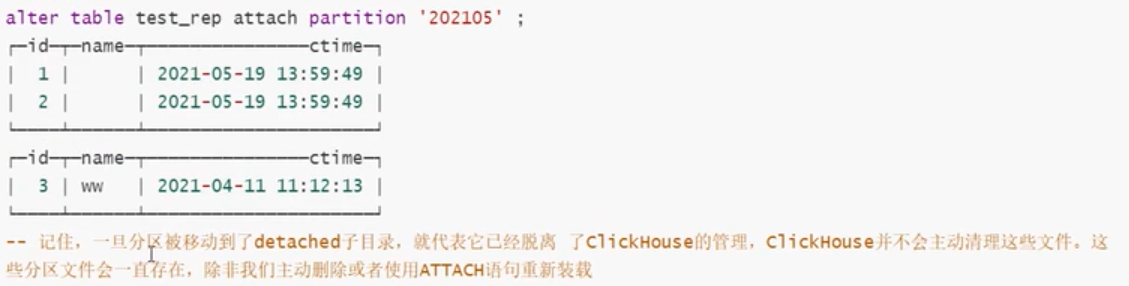 alter table test_rep attach partition '202105' ;
┌─id─┬─name─┬───────────────ctime─┐
│  1 │      │ 2021-05-19 13:59:49 │
│  2 │      │ 2021-05-19 13:59:49 │
└────┴──────┴─────────────────────┘
┌─id─┬─name─┬───────────────ctime─┐
│  3 │ ww   │ 2021-04-11 11:12:13 │
└────┴──────┴─────────────────────┘
-- 记住，一旦分区被移动到了detached子目录，就代表它已经脱离 了ClickHouse的管理，ClickHouse并不会主动清理这些文件。这
些分区文件会一直存在，除非我们主动删除或者使用ATTACH语句重新装载